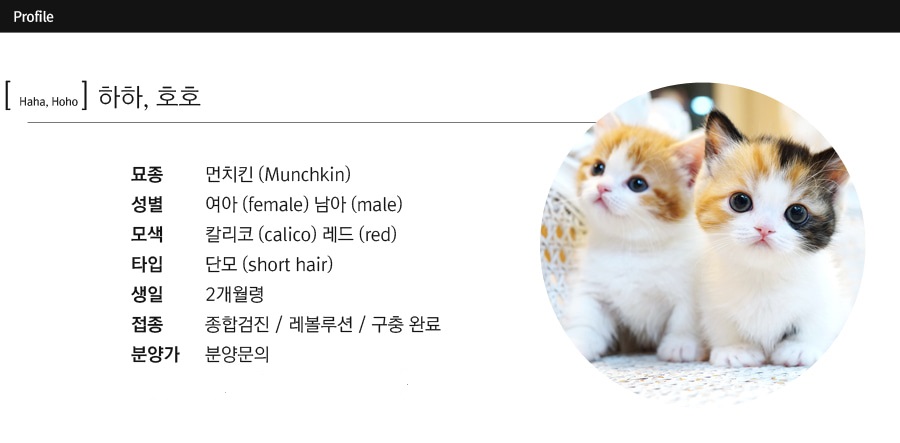 Profile
[ Haha, Hoho ] 하하, 호호
묘종 먼치킨 (Munchkin)
성별 여아 (female) 남아 (male)
모색 칼리코 (calico) 레드 (red)
타입 단모 (short hair)
생일 2개월령
접종 종합검진 / 레볼루션 / 구충 완료
분양가 분양문의